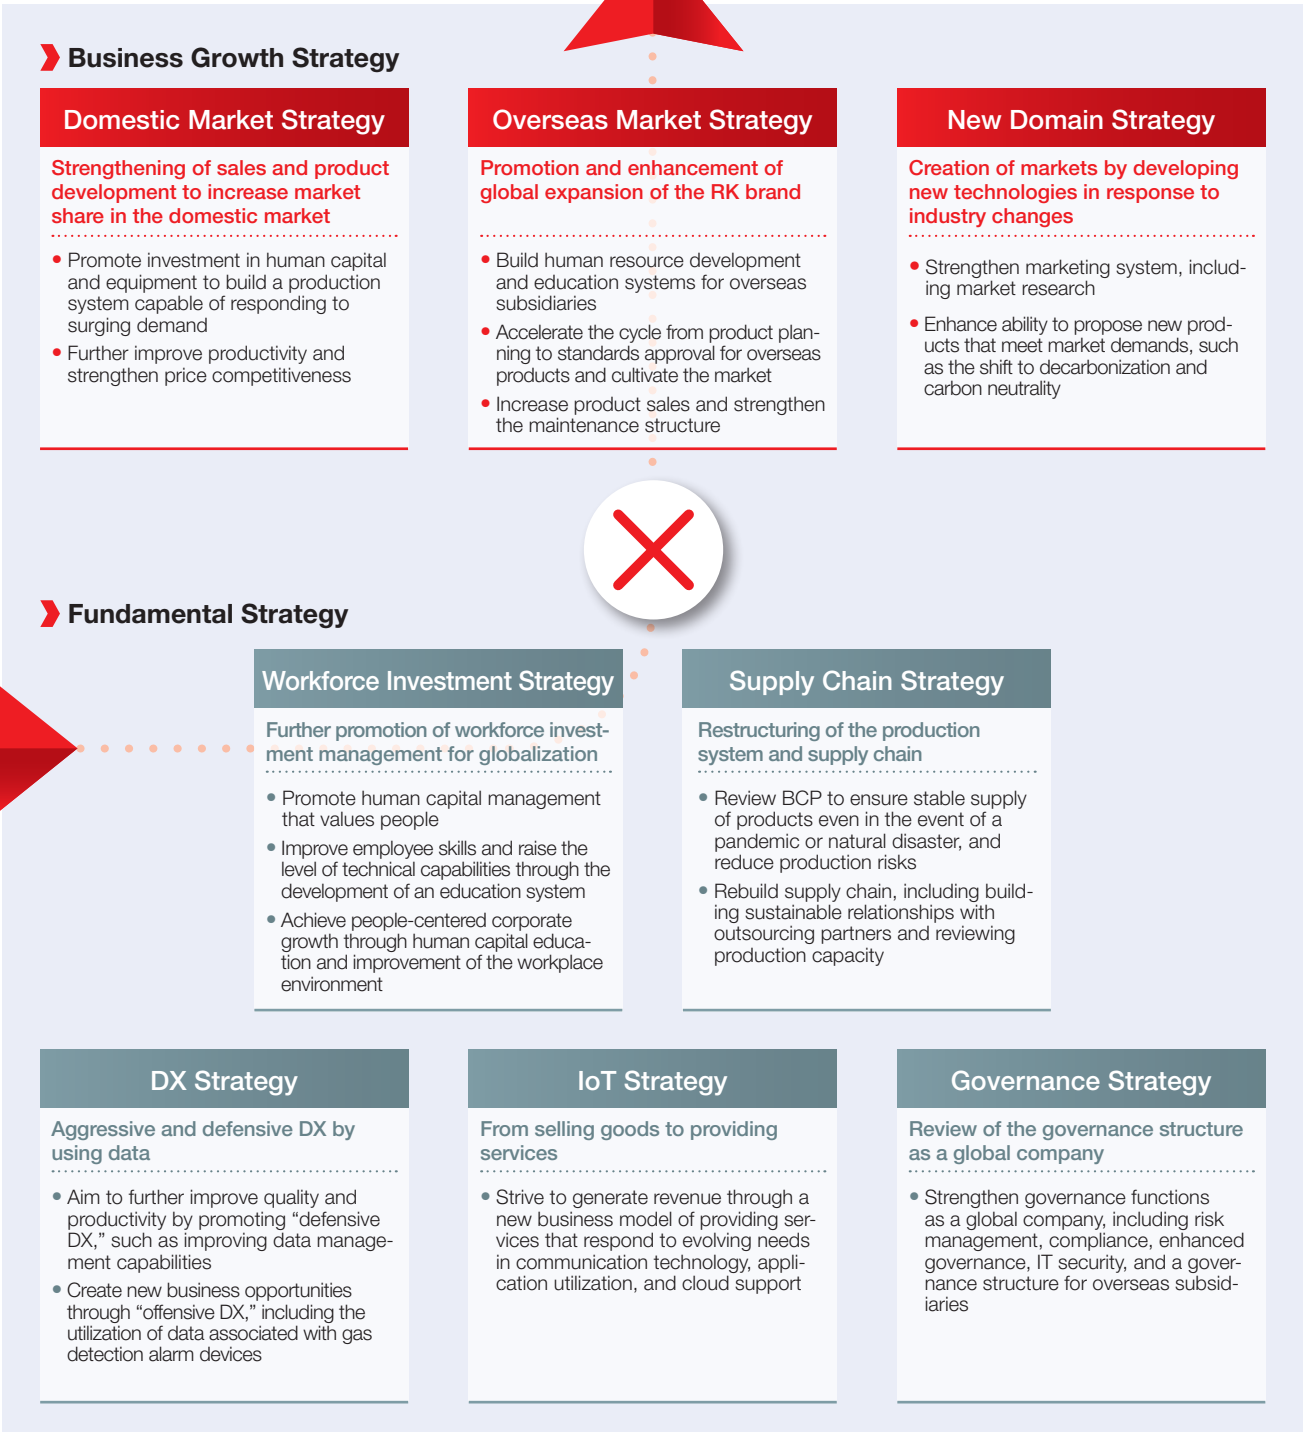 Business Growth Strategy
Domestic Market Strategy
Strengthening of sales and product
development to increase market
share in the domestic market
• Promote investment in human capital
and equipment to build a production
system capable of responding to
surging demand
• Further improve productivity and
strengthen price competitiveness
Overseas Market Strategy
Promotion and enhancement of
global expansion of the RK brand
• Build human resource development
and education systems for overseas
subsidiaries
• Accelerate the cycle from product plan-
ning to standards approval for overseas
products and cultivate the market
• Increase product sales and strengthen
the maintenance structure
New Domain Strategy
Creation of markets by developing
new technologies in response to
industry changes
• Strengthen marketing system, includ-
ing market research
• Enhance ability to propose new prod-
ucts that meet market demands, such
as the shift to decarbonization and
carbon neutrality
Fundamental Strategy
Workforce Investment Strategy
Further promotion of workforce invest-
ment management for globalization
• Promote human capital management
that values people
• Improve employee skills and raise the
level of technical capabilities through the
development of an education system
• Achieve people-centered corporate
growth through human capital educa-
tion and improvement of the workplace
environment
Supply Chain Strategy
Restructuring of the production
system and supply chain
• Review BCP to ensure stable supply
of products even in the event of a
pandemic or natural disaster, and
reduce production risks
• Rebuild supply chain, including build-
ing sustainable relationships with
outsourcing partners and reviewing
production capacity
DX Strategy
Aggressive and defensive DX by
using data
• Aim to further improve quality and
productivity by promoting “defensive
DX,” such as improving data manage-
ment capabilities
• Create new business opportunities
through “offensive DX,” including the
utilization of data associated with gas
detection alarm devices
IoT Strategy
From selling goods to providing
services
• Strive to generate revenue through a
new business model of providing ser-
vices that respond to evolving needs
in communication technology, appli-
cation utilization, and cloud support
Governance Strategy
Review of the governance structure
as a global company
• Strengthen governance functions
as a global company, including risk
management, compliance, enhanced
governance, IT security, and a gover-
nance structure for overseas subsid-
iaries